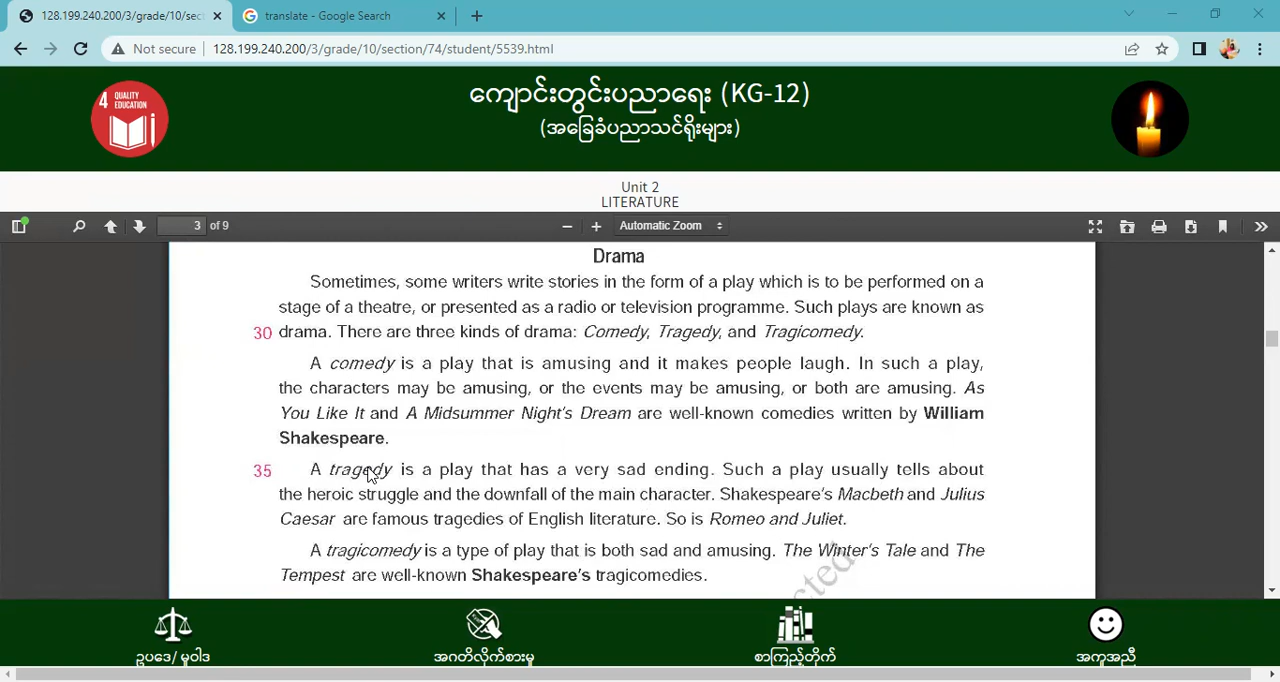 128.199.240.200/3/grade/10/sec
translate - Google Search
Not secure
128.199.240.200/3/grade/10/section/74/student/5539.html
4 QUALITY EDUCATION
ကျောင်းတွင်းပညာရေး (KG-12)
(အခြေခံပညာသင်ရိုးများ)
Unit 2
LITERATURE
3 of 9
Automatic Zoom
Drama
Sometimes, some writers write stories in the form of a play which is to be performed on a
stage of a theatre, or presented as a radio or television programme. Such plays are known as
30 drama. There are three kinds of drama: Comedy, Tragedy, and Tragicomedy.
A comedy is a play that is amusing and it makes people laugh. In such a play,
the characters may be amusing, or the events may be amusing, or both are amusing. As
You Like It and A Midsummer Night's Dream are well-known comedies written by William
Shakespeare.
35 A tragedy is a play that has a very sad ending. Such a play usually tells about
the heroic struggle and the downfall of the main character. Shakespeare's Macbeth and Julius
Caesar are famous tragedies of English literature. So is Romeo and Juliet.
A tragicomedy is a type of play that is both sad and amusing. The Winter's Tale and The
Tempest are well-known Shakespeare's tragicomedies.
ဥပဒေ/ မူဝါဒ
အဂတိလိုက်စားမှု
စာကြည့်တိုက်
အကူအညီ